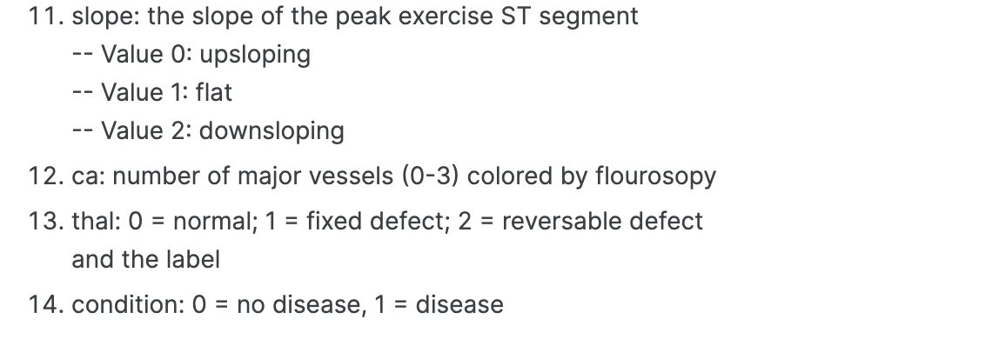 11. slope: the slope of the peak exercise ST segment
-- Value 0: upsloping
-- Value 1: flat
-- Value 2: downsloping
12. ca: number of major vessels (0-3) colored by flourosopy
13. thal: 0 = normal; 1 = fixed defect; 2 = reversable defect
and the label
14. condition: 0 = no disease, 1 = disease